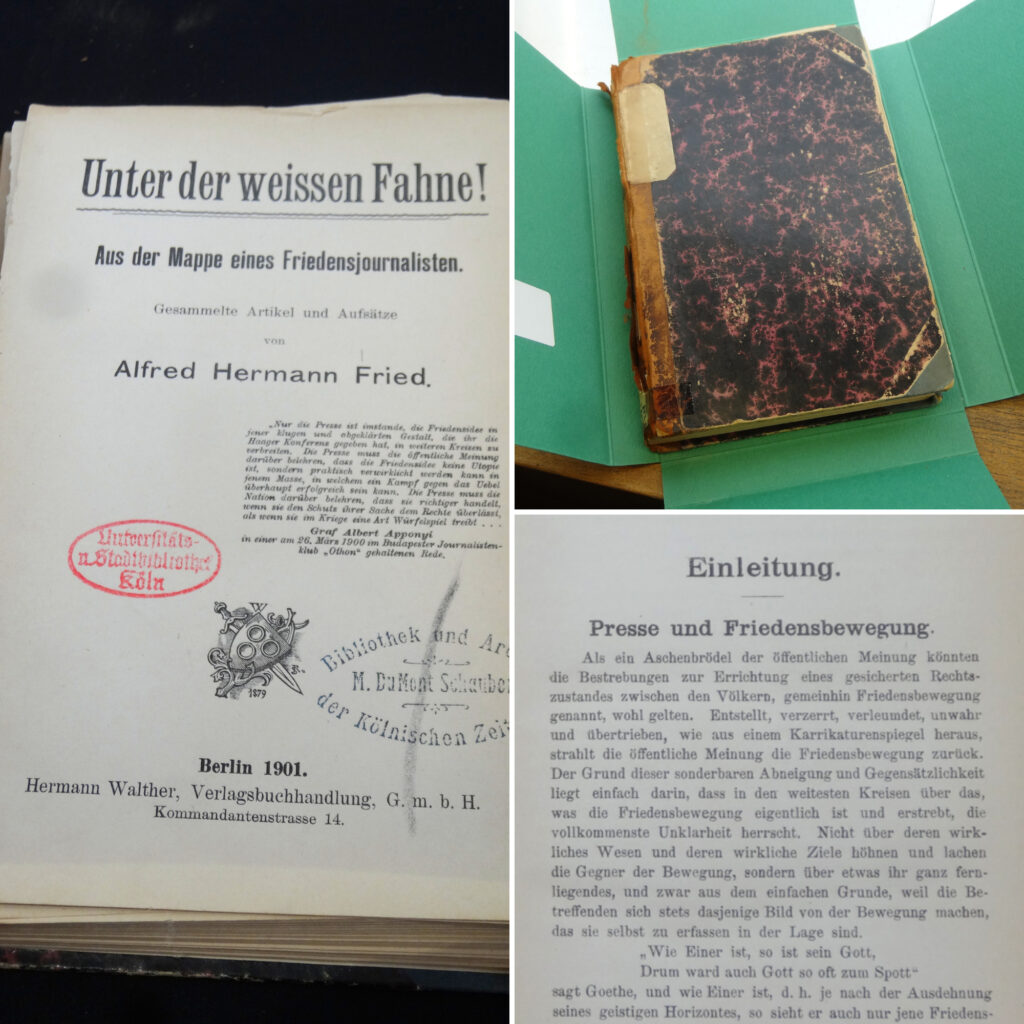 Unter der weissen Fahne!
Aus der Mappe eines Friedensjournalisten.
Gesammelte Artikel und Aufsätze
von
Alfred Hermann Fried.
„Nur die Presse ist imstande, die Friedensidee in
jener klugen und abgeklärten Gestalt, die ihr die
Haager Konferenz gegeben hat, in weiteren Kreisen zu
verbreiten. Die Presse muss die öffentliche Meinung
darüber belehren, dass die Friedensidee keine Utopie
ist, sondern praktisch verwirklicht werden kann in
jenem Masse, in welchem ein Kampf gegen das Uebel
überhaupt erfolgreich sein kann. Die Presse muss die
Nation darüber belehren, dass sie richtiger handelt,
wenn sie den Schutz ihrer Sache dem Rechte überlässt,
als wenn sie im Kriege eine Art Würfelspiel treibt . . .
Graf Albert Apponyi
in einer am 26. März 1900 im Budapester Journalisten-
klub „Othon“ gehaltenen Rede.
Universitäts-
u. Stadtbibliothek
Köln
H W
1879
Bibliothek und Arc
M. DuMont Schauber
der Kölnischen Zei
Berlin 1901.
Hermann Walther, Verlagsbuchhandlung, G. m. b. H.
Kommandantenstrasse 14.
Einleitung.
Presse und Friedensbewegung.
Als ein Aschenbrödel der öffentlichen Meinung könnten
die Bestrebungen zur Errichtung eines gesicherten Rechts-
zustandes zwischen den Völkern, gemeinhin Friedensbewegung
genannt, wohl gelten. Entstellt, verzerrt, verleumdet, unwahr
und übertrieben, wie aus einem Karrikaturenspiegel heraus,
strahlt die öffentliche Meinung die Friedensbewegung zurück.
Der Grund dieser sonderbaren Abneigung und Gegensätzlichkeit
liegt einfach darin, dass in den weitesten Kreisen über das,
was die Friedensbewegung eigentlich ist und erstrebt, die
vollkommenste Unklarheit herrscht. Nicht über deren wirk-
liches Wesen und deren wirkliche Ziele höhnen und lachen
die Gegner der Bewegung, sondern über etwas ihr ganz fern-
liegendes, und zwar aus dem einfachen Grunde, weil die Be-
treffenden sich stets dasjenige Bild von der Bewegung machen,
das sie selbst zu erfassen in der Lage sind.
„Wie Einer ist, so ist sein Gott,
Drum ward auch Gott so oft zum Spott“
sagt Goethe, und wie Einer ist, d. h. je nach der Ausdehnung
seines geistigen Horizontes, so sieht er auch nur jene Friedens-